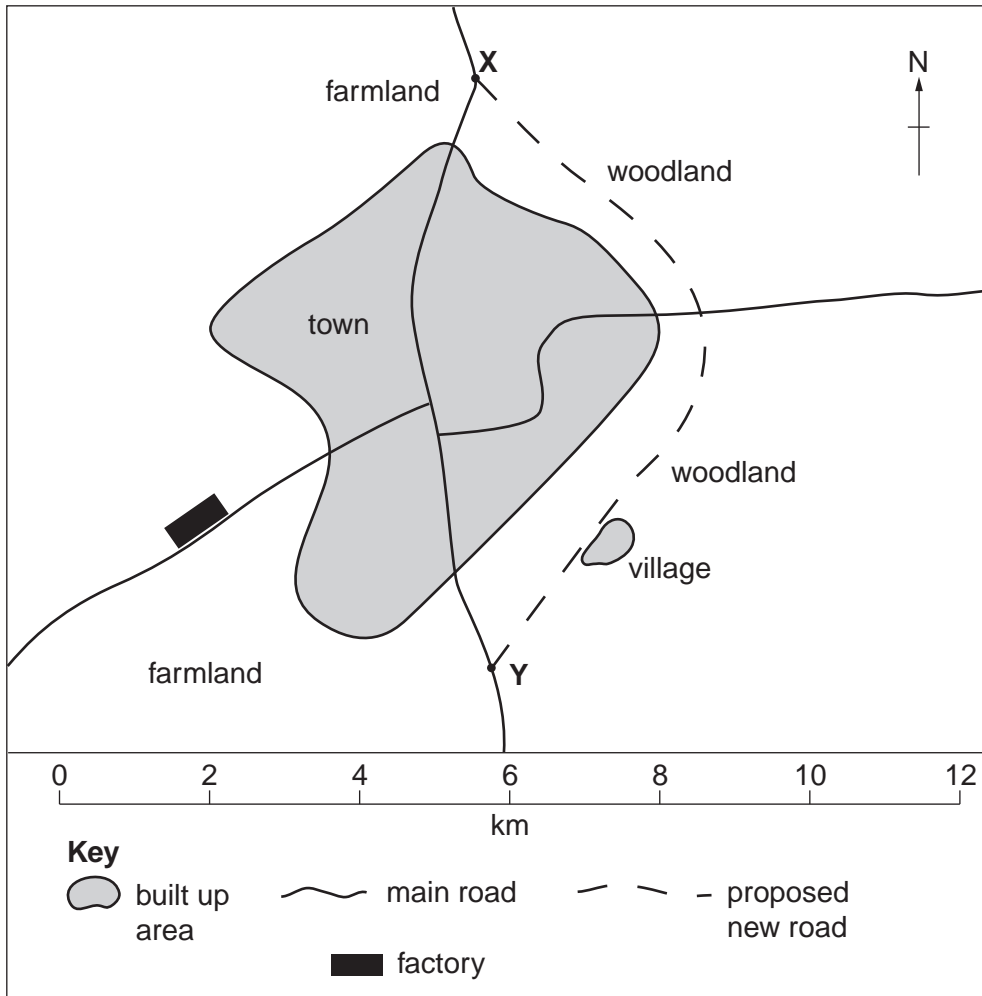 X
N
farmland
woodland
town
woodland
village
farmland
Y
0 2 4 6 8 10 12
km
Key
built up
area
main road
proposed
new road
factory